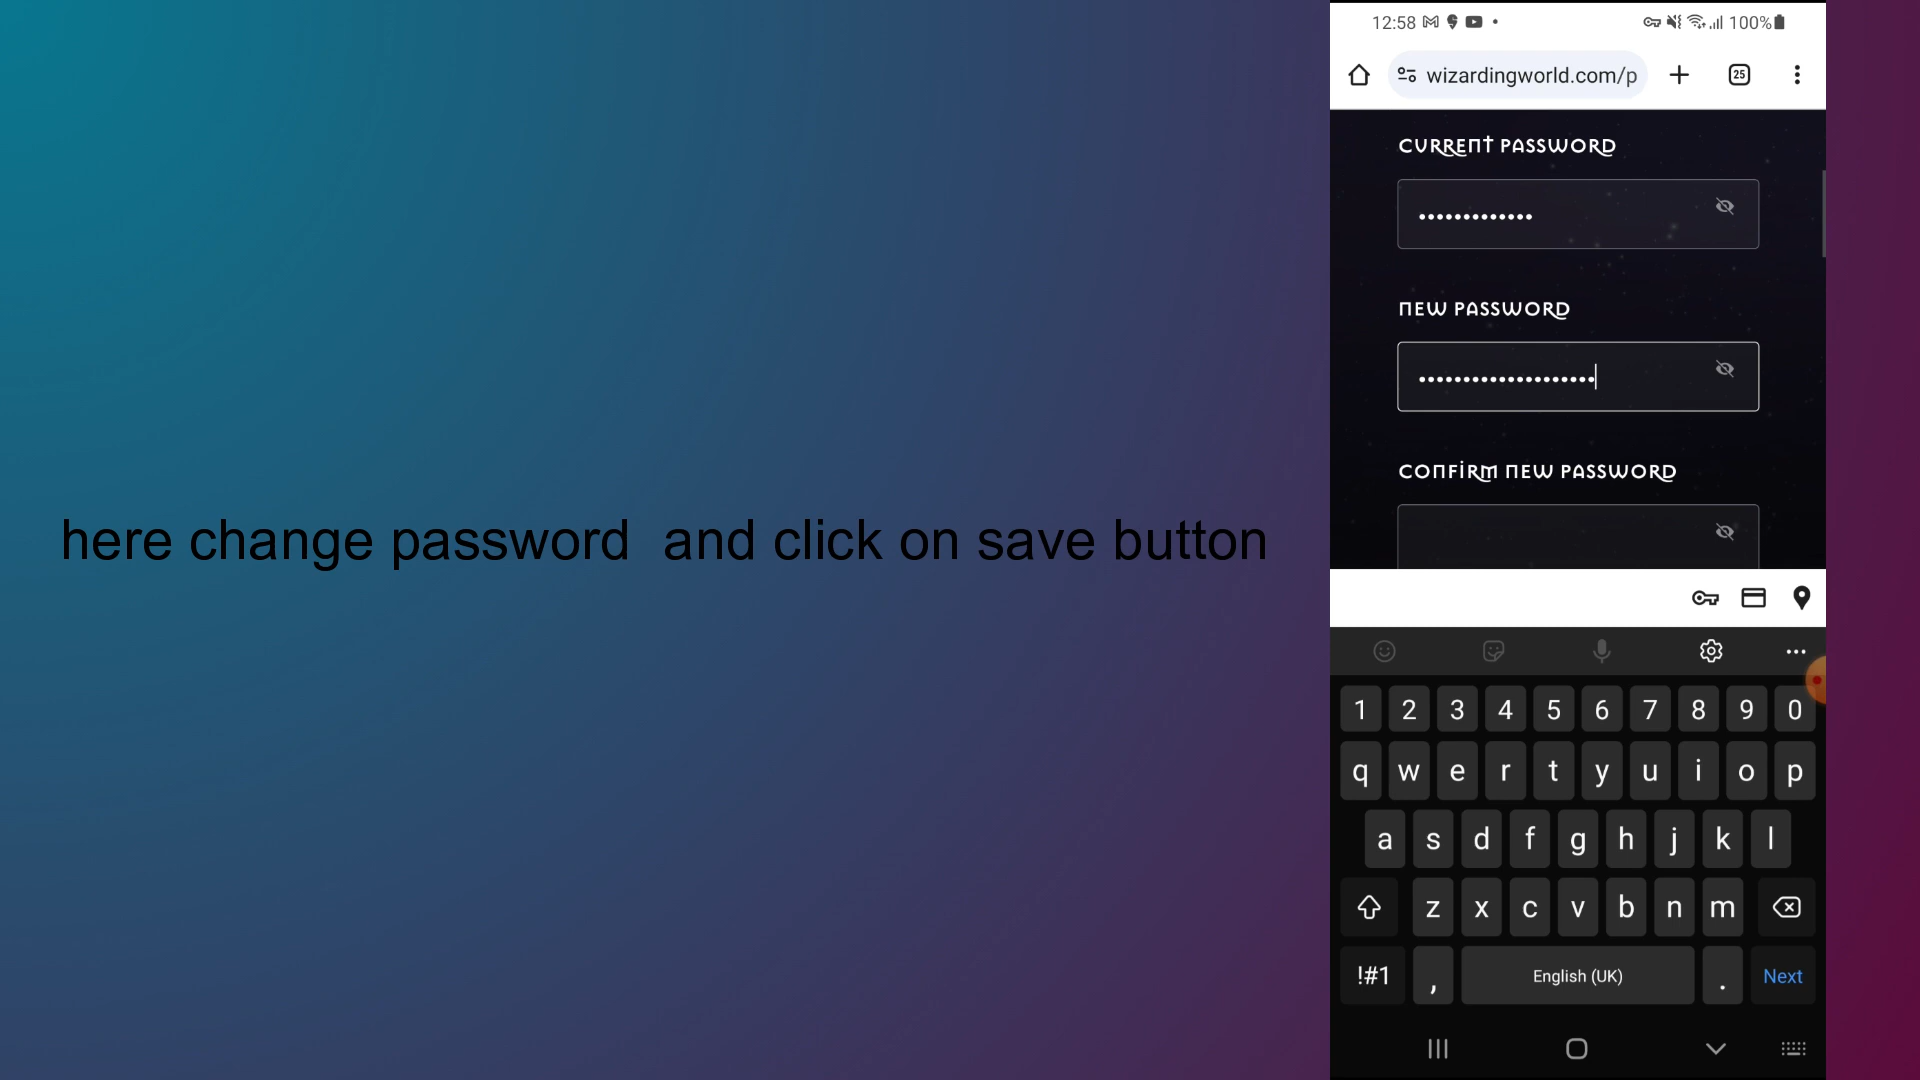 here change password  and click on save button
12:58
100%
wizardingworld.com/p
25
CURRENT PASSWORD
•••••••••••••
NEW PASSWORD
••••••••••••••••••••
CONFIRM NEW PASSWORD
1 2 3 4 5 6 7 8 9 0
q w e r t y u i o p
a s d f g h j k l
z x c v b n m
!#1 , English (UK) . Next